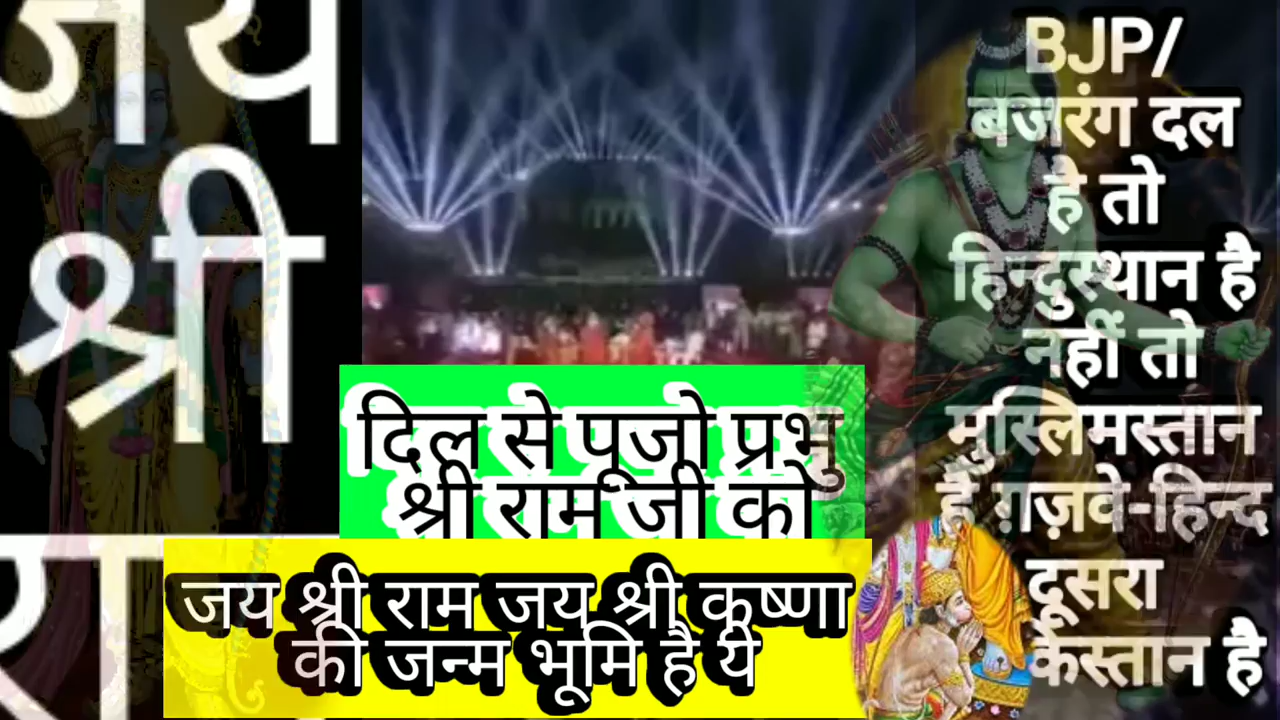 जय
श्री
रा
दिल से पूजो प्रभु
श्री राम जी को
जय श्री राम जय श्री कृष्णा
की जन्म भूमि है ये
BJP/
बजरंग दल
है तो
हिन्दुस्थान है
नहीं तो
मुस्लिमस्तान
है ग़ज़वे-हिन्द
दूसरा
केस्तान है